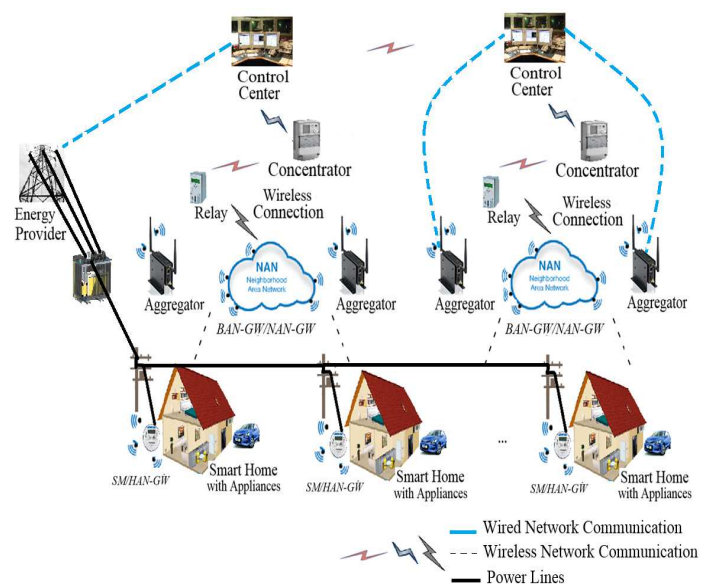 Control
Center
Control
Center
Concentrator
Concentrator
Wireless
Connection
Relay
Wireless
Connection
Relay
Energy
Provider
NAN
Neighborhood
Area Network
NAN
Neighborhood
Area Network
Aggregator
Aggregator
Aggregator
Aggregator
BAN-GW/NAN-GW
BAN-GW/NAN-GW
...
Smart Home
with Appliances
Smart Home
with Appliances
Smart Home
with Appliances
SM/HAN-GW
SM/HAN-GW
SM/HAN-GW
Wired Network Communication
Wireless Network Communication
Power Lines